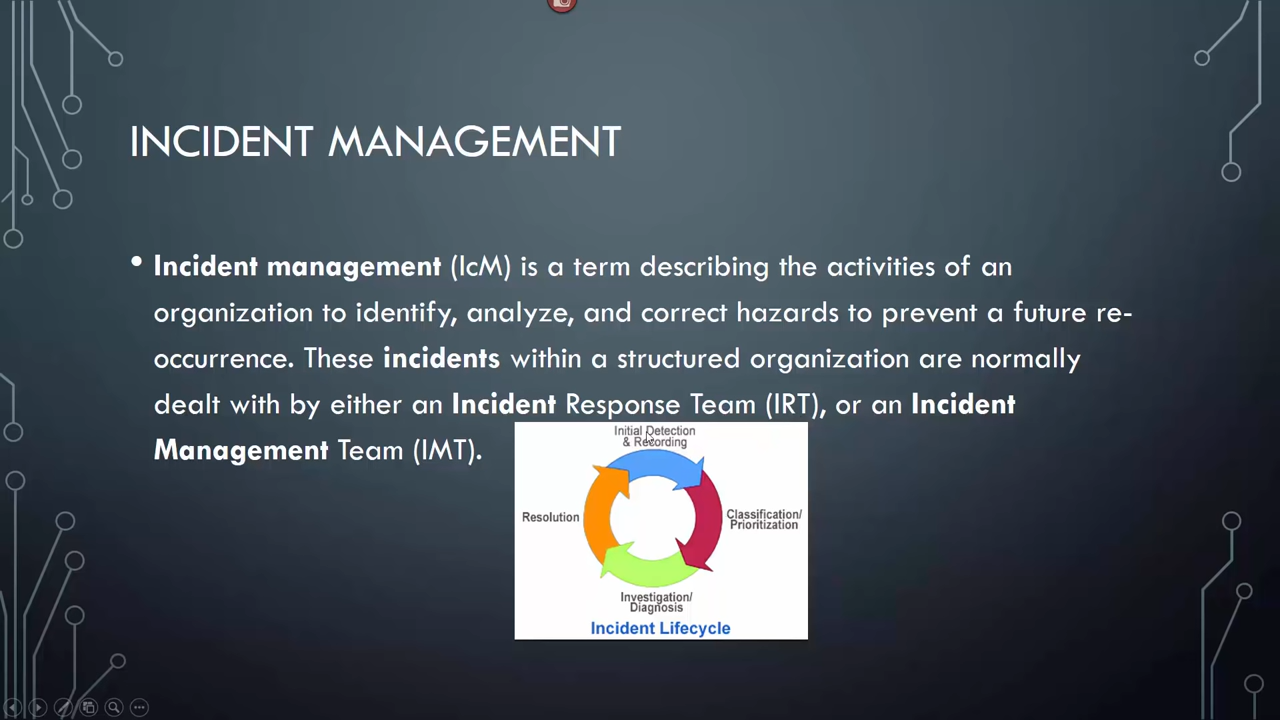 INCIDENT MANAGEMENT
• Incident management (IcM) is a term describing the activities of an
organization to identify, analyze, and correct hazards to prevent a future re-
occurrence. These incidents within a structured organization are normally
dealt with by either an Incident Response Team (IRT), or an Incident
Management Team (IMT).
Initial Detection
& Recording
Resolution
Classification/
Prioritization
Investigation/
Diagnosis
Incident Lifecycle